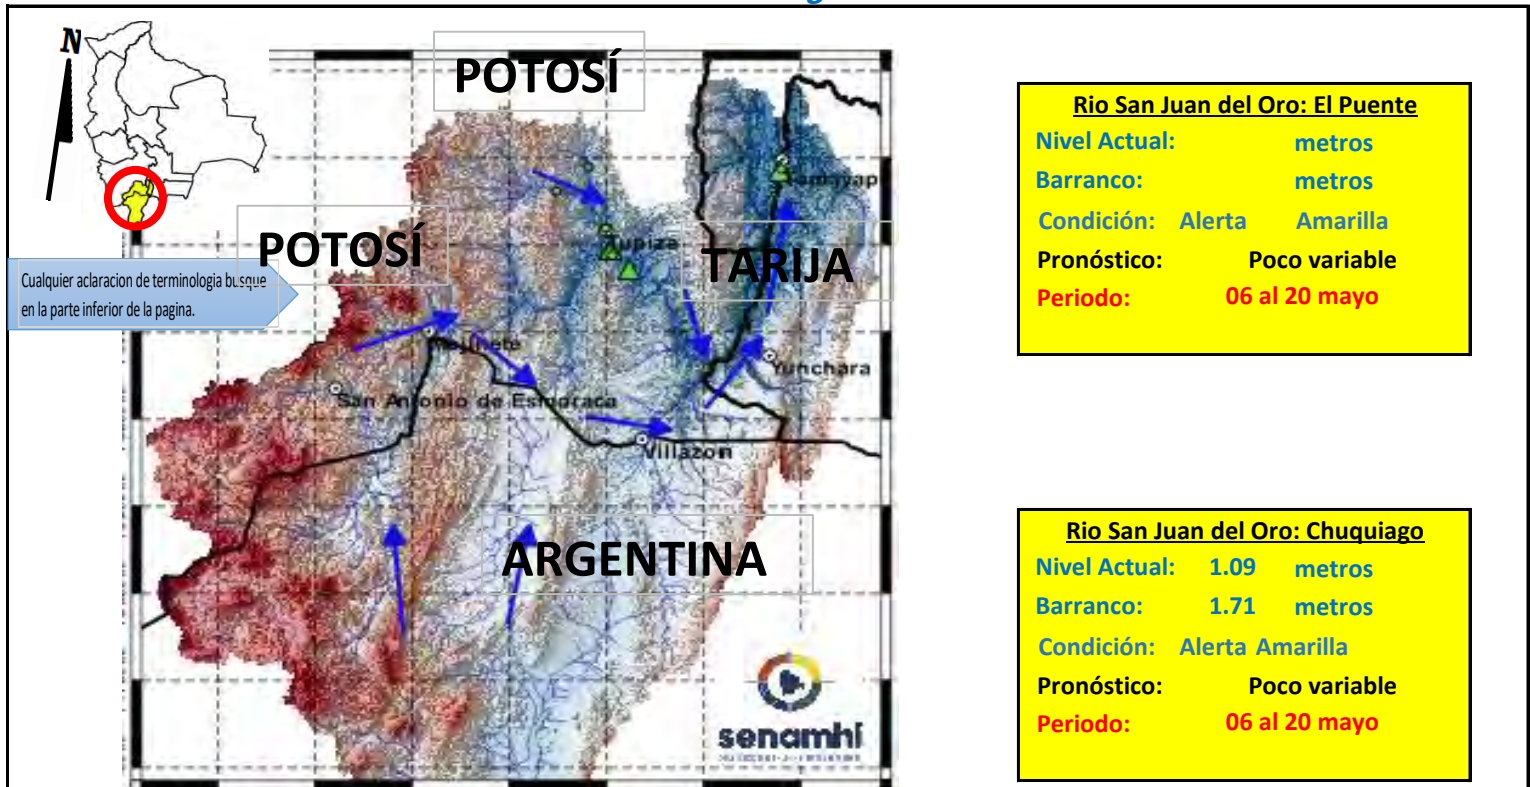 N
POTOSÍ
POTOSÍ
TARIJA
ARGENTINA
Cualquier aclaracion de terminologia busque
en la parte inferior de la pagina.
Tupiza
Yunchara
San Antonio de Esmoraca
Villazon
senamhi
Rio San Juan del Oro: El Puente
Nivel Actual: metros
Barranco: metros
Condición: Alerta Amarilla
Pronóstico: Poco variable
Periodo: 06 al 20 mayo
Rio San Juan del Oro: Chuquiago
Nivel Actual: 1.09 metros
Barranco: 1.71 metros
Condición: Alerta Amarilla
Pronóstico: Poco variable
Periodo: 06 al 20 mayo